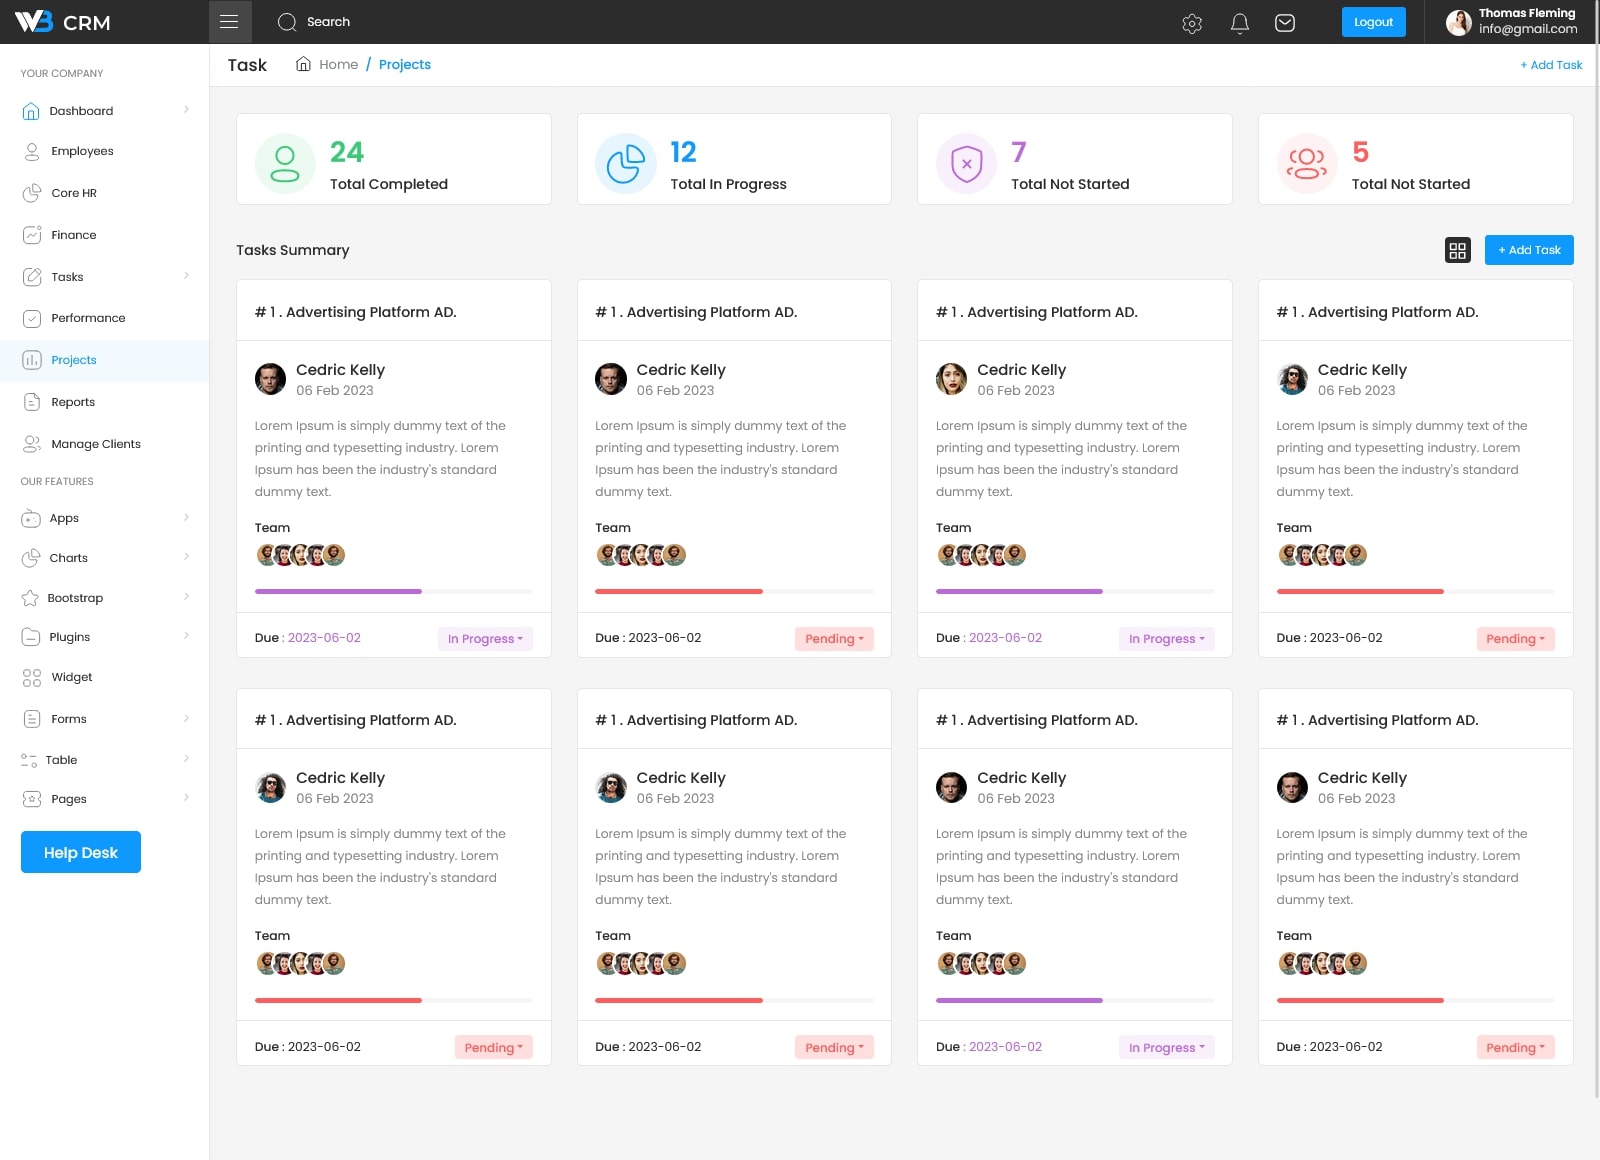 WB CRM
Search
Logout
Thomas Fleming
info@gmail.com
Task
Home / Projects
+ Add Task
YOUR COMPANY
Dashboard
Employees
Core HR
Finance
Tasks
Performance
Projects
Reports
Manage Clients
OUR FEATURES
Apps
Charts
Bootstrap
Plugins
Widget
Forms
Table
Pages
Help Desk
24
Total Completed
12
Total In Progress
7
Total Not Started
5
Total Not Started
Tasks Summary
+ Add Task
# 1 . Advertising Platform AD.
Cedric Kelly
06 Feb 2023
Lorem Ipsum is simply dummy text of the
printing and typesetting industry. Lorem
Ipsum has been the industry's standard
dummy text.
Team
Due : 2023-06-02
In Progress
# 1 . Advertising Platform AD.
Cedric Kelly
06 Feb 2023
Lorem Ipsum is simply dummy text of the
printing and typesetting industry. Lorem
Ipsum has been the industry's standard
dummy text.
Team
Due : 2023-06-02
Pending
# 1 . Advertising Platform AD.
Cedric Kelly
06 Feb 2023
Lorem Ipsum is simply dummy text of the
printing and typesetting industry. Lorem
Ipsum has been the industry's standard
dummy text.
Team
Due : 2023-06-02
In Progress
# 1 . Advertising Platform AD.
Cedric Kelly
06 Feb 2023
Lorem Ipsum is simply dummy text of the
printing and typesetting industry. Lorem
Ipsum has been the industry's standard
dummy text.
Team
Due : 2023-06-02
Pending
# 1 . Advertising Platform AD.
Cedric Kelly
06 Feb 2023
Lorem Ipsum is simply dummy text of the
printing and typesetting industry. Lorem
Ipsum has been the industry's standard
dummy text.
Team
Due : 2023-06-02
Pending
# 1 . Advertising Platform AD.
Cedric Kelly
06 Feb 2023
Lorem Ipsum is simply dummy text of the
printing and typesetting industry. Lorem
Ipsum has been the industry's standard
dummy text.
Team
Due : 2023-06-02
Pending
# 1 . Advertising Platform AD.
Cedric Kelly
06 Feb 2023
Lorem Ipsum is simply dummy text of the
printing and typesetting industry. Lorem
Ipsum has been the industry's standard
dummy text.
Team
Due : 2023-06-02
In Progress
# 1 . Advertising Platform AD.
Cedric Kelly
06 Feb 2023
Lorem Ipsum is simply dummy text of the
printing and typesetting industry. Lorem
Ipsum has been the industry's standard
dummy text.
Team
Due : 2023-06-02
Pending